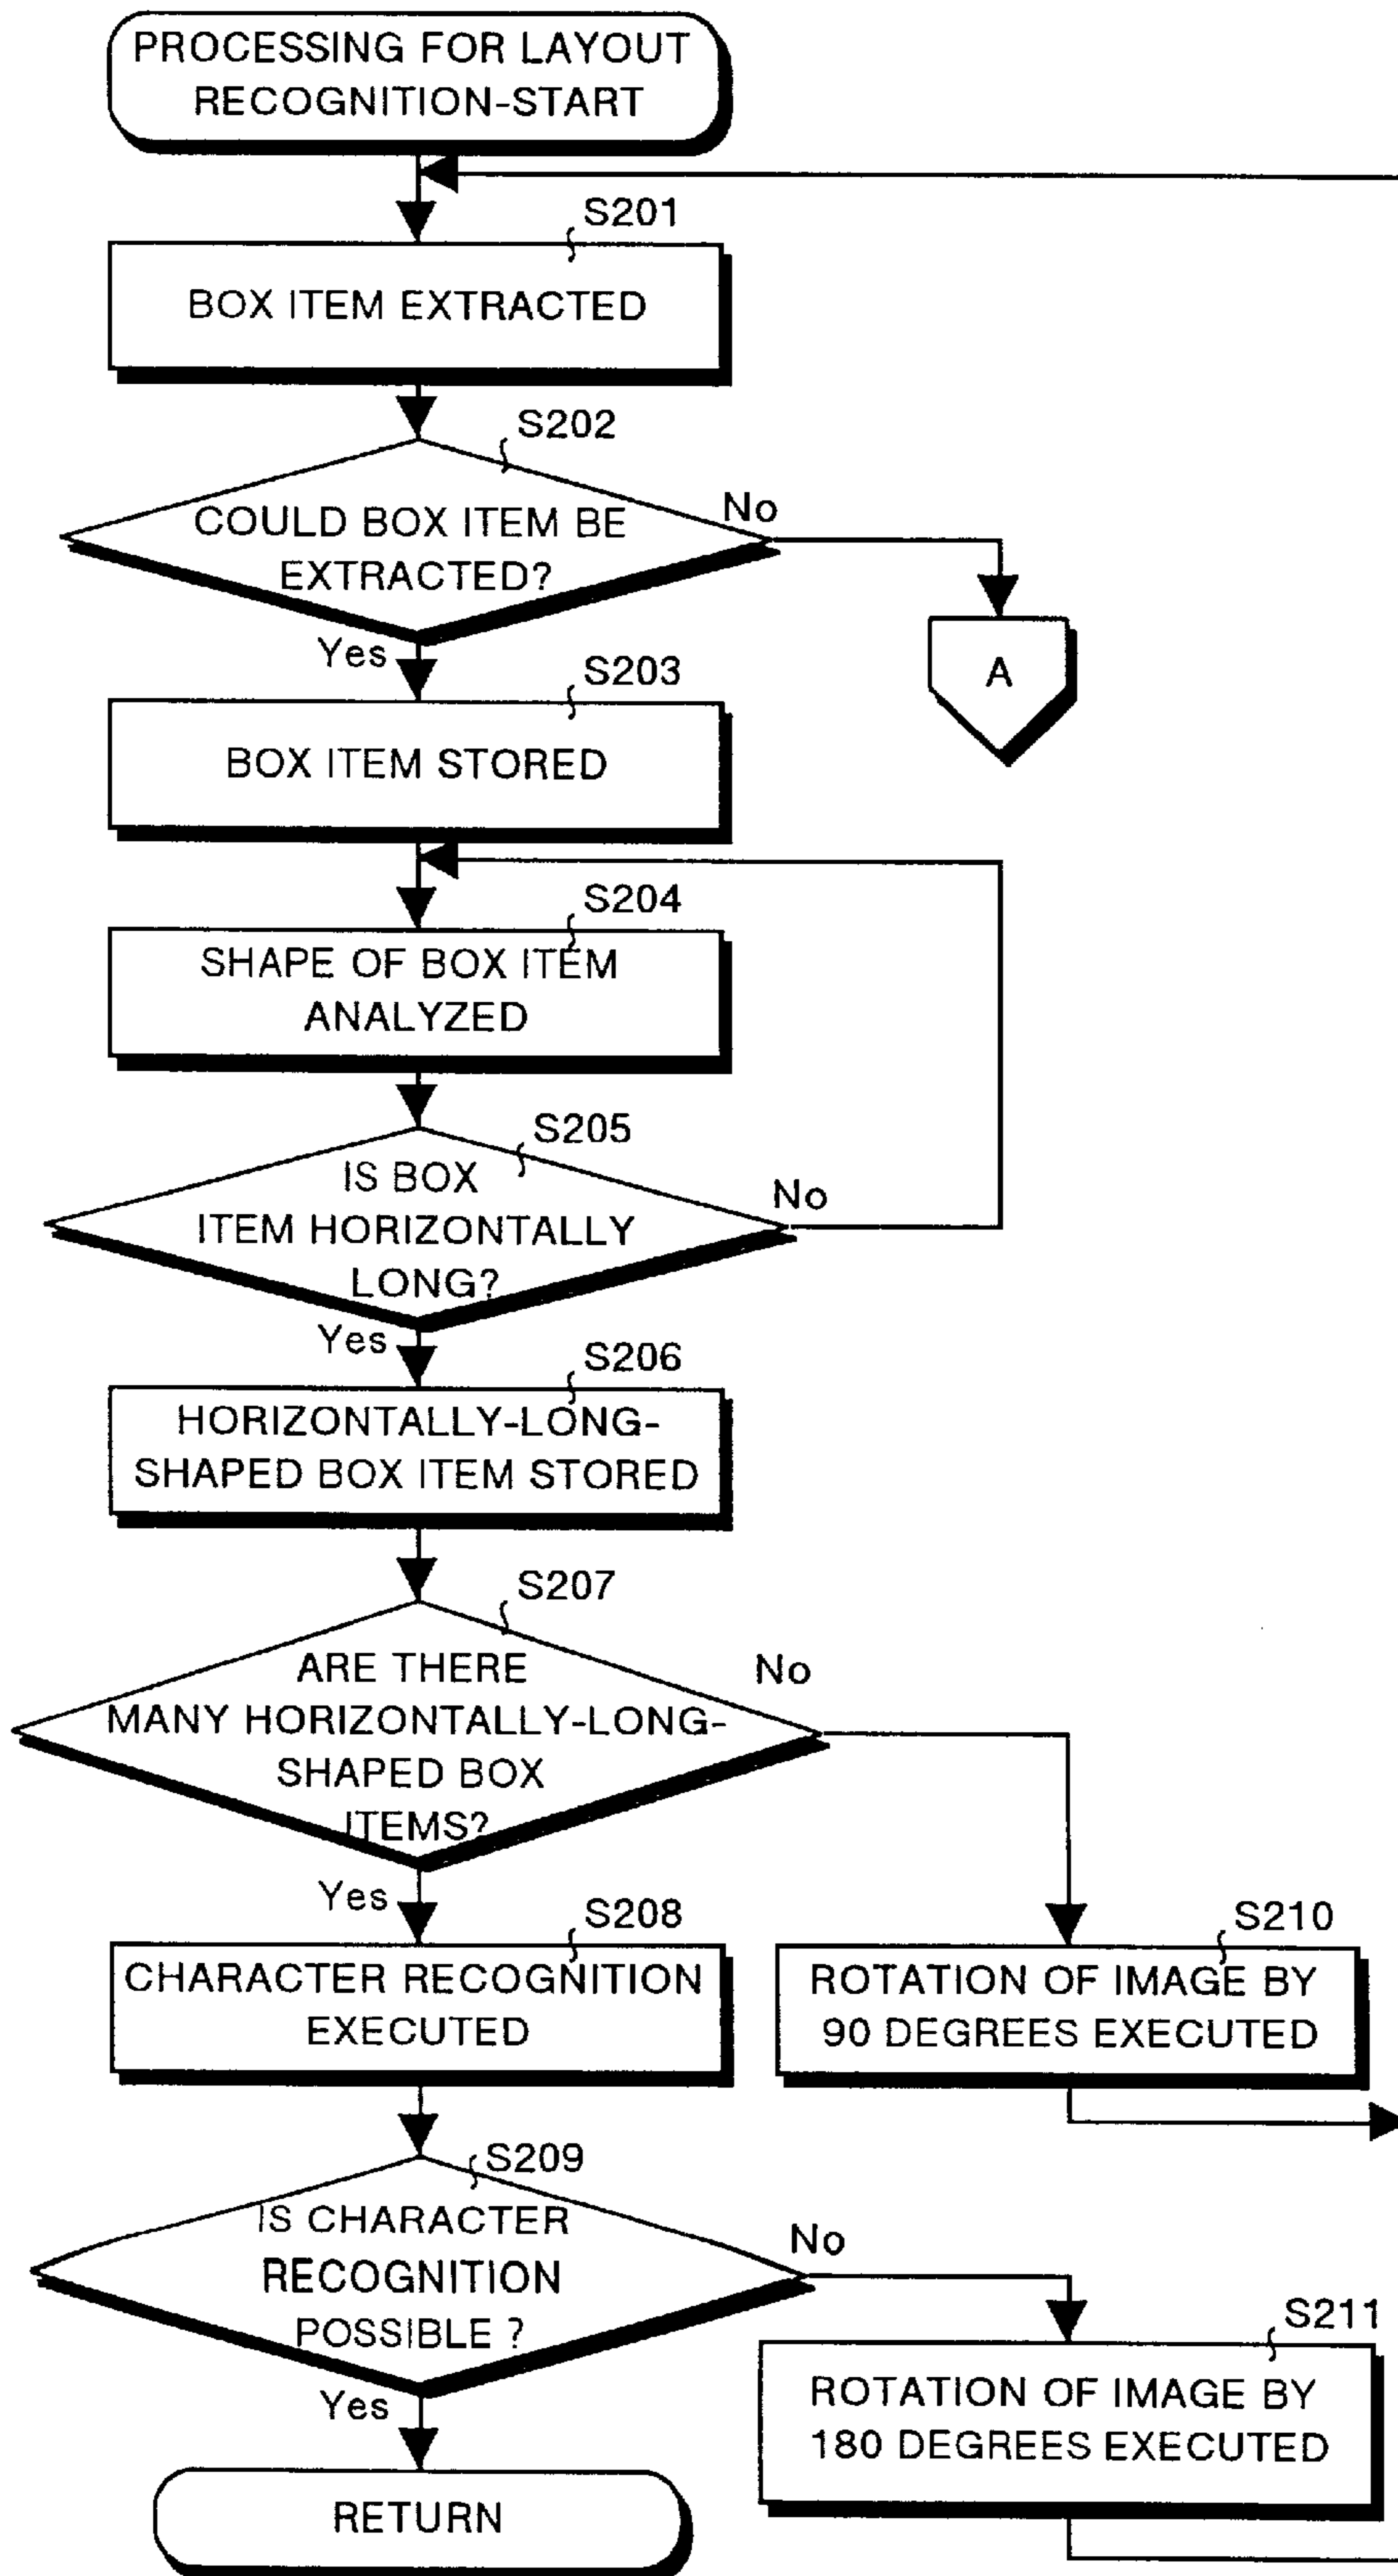 PROCESSING FOR LAYOUT
RECOGNITION-START
S201
BOX ITEM EXTRACTED
S202
COULD BOX ITEM BE
EXTRACTED?
No
Yes
A
S203
BOX ITEM STORED
S204
SHAPE OF BOX ITEM
ANALYZED
S205
IS BOX
ITEM HORIZONTALLY
LONG?
No
Yes
S206
HORIZONTALLY-LONG-
SHAPED BOX ITEM STORED
S207
ARE THERE
MANY HORIZONTALLY-LONG-
SHAPED BOX
ITEMS?
No
Yes
S208
CHARACTER RECOGNITION
EXECUTED
S210
ROTATION OF IMAGE BY
90 DEGREES EXECUTED
S209
IS CHARACTER
RECOGNITION
POSSIBLE ?
No
Yes
S211
ROTATION OF IMAGE BY
180 DEGREES EXECUTED
RETURN